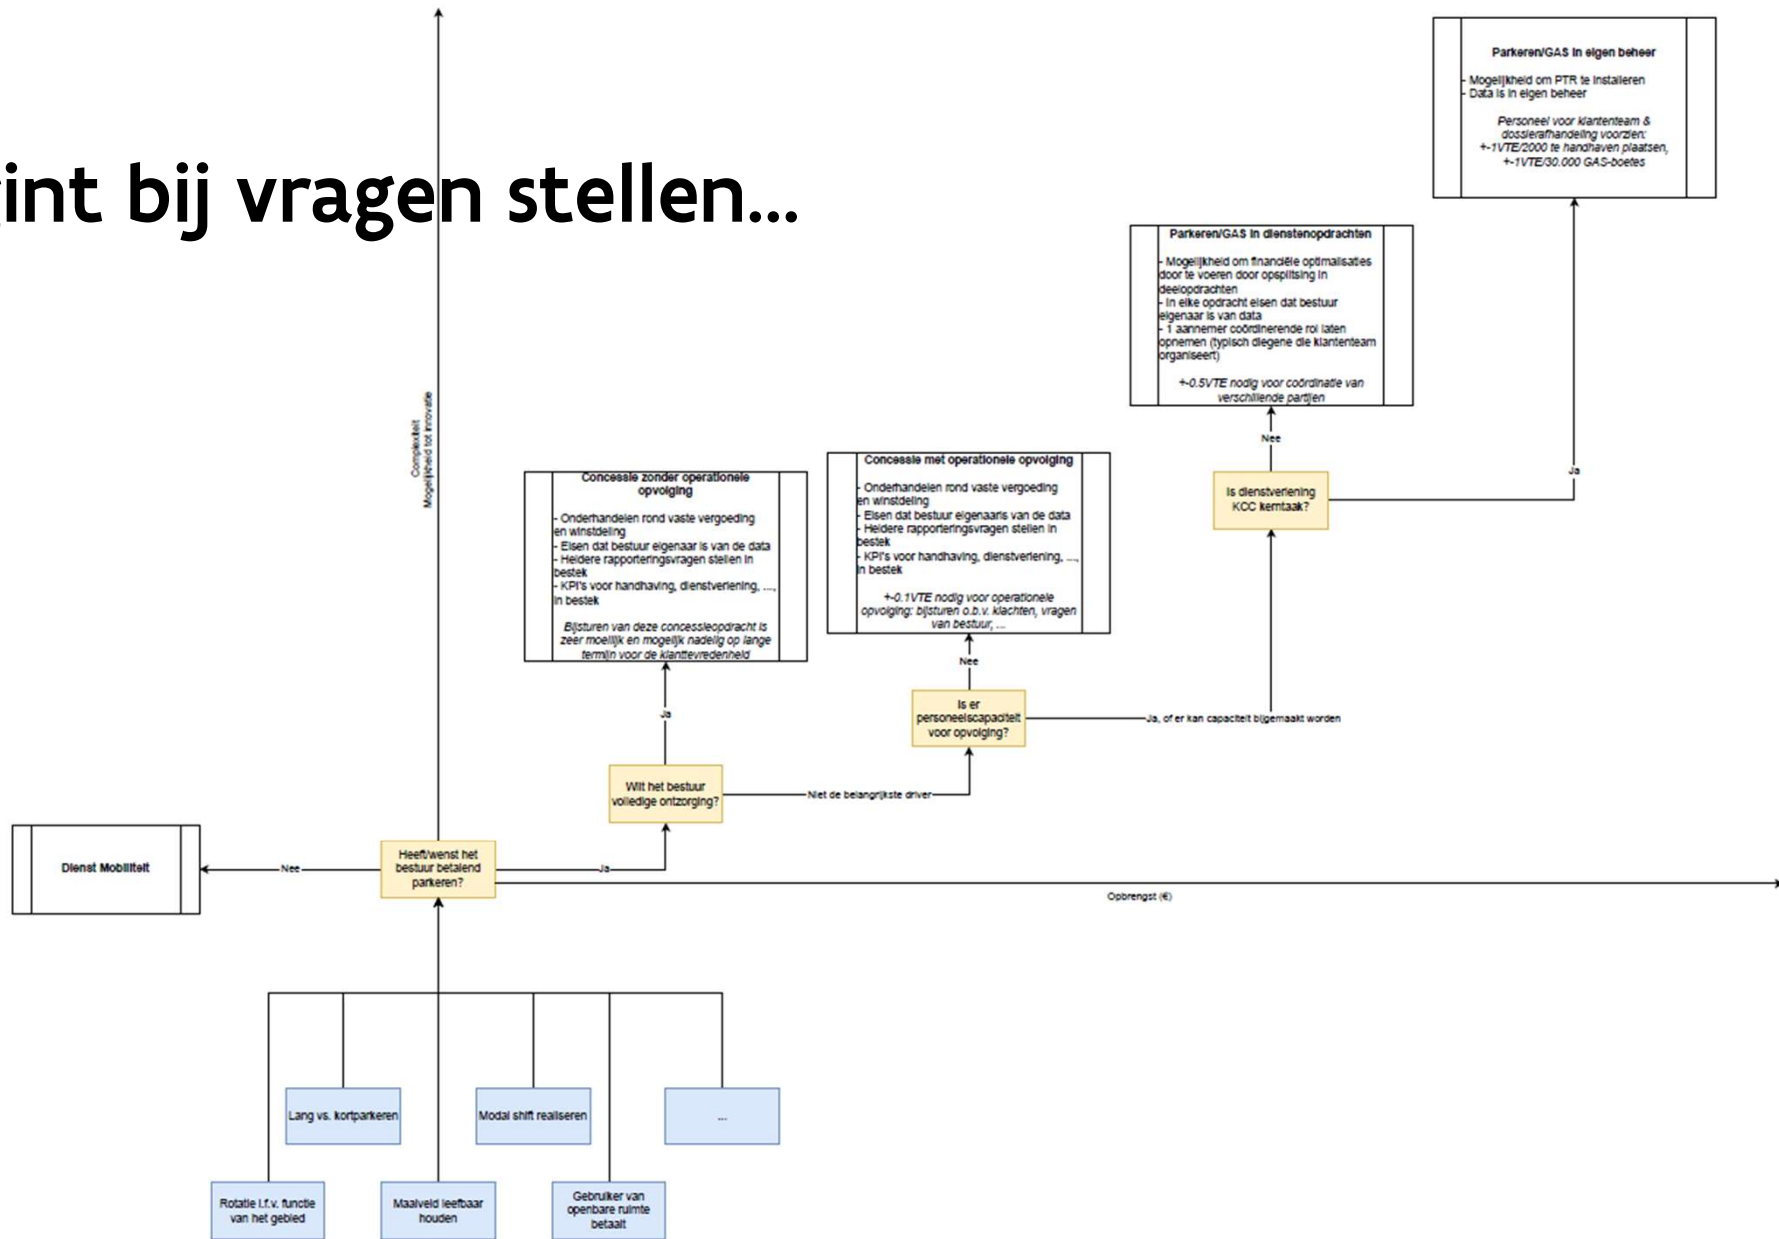 gint bij vragen stellen...
Parkeren/GAS in eigen beheer
- Mogelijkheid om PTR te installeren
- Data is in eigen beheer
Personeel voor klantenteam &
dossierafhandeling voorzien:
+-1VTE/2000 te handhaven plaatsen,
+-1VTE/30.000 GAS-boetes
Parkeren/GAS in dienstenopdrachten
- Mogelijkheid om financiële optimalisaties
door te voeren door opsplitsing in
deelopdrachten
- In elke opdracht eisen dat bestuur
eigenaar is van data
- 1 aannemer coördinerende rol laten
opnemen (typisch diegene die klantenteam
organiseert)
+-0.5VTE nodig voor coördinatie van
verschillende partijen
Complexiteit
Mogelijkheid tot innovatie
Nee
Ja
Concessie zonder operationele
opvolging
- Onderhandelen rond vaste vergoeding
en winstdeling
- Eisen dat bestuur eigenaar is van de data
- Heldere rapporteringsvragen stellen in
bestek
- KPI's voor handhaving, dienstverlening, ...,
in bestek
Bijsturen van deze concessieopdracht is
zeer moeilijk en mogelijk nadelig op lange
termijn voor de klanttevredenheid
Concessie met operationele opvolging
- Onderhandelen rond vaste vergoeding
en winstdeling
- Eisen dat bestuur eigenaaris van de data
- Heldere rapporteringsvragen stellen in
bestek
- KPI's voor handhaving, dienstverlening, ...,
in bestek
+-0.1VTE nodig voor operationele
opvolging: bijsturen o.b.v. klachten, vragen
van bestuur, ...
Is dienstverlening
KCC kerntaak?
Nee
Ja
Is er
personeelscapaciteit
voor opvolging?
Ja, of er kan capaciteit bijgemaakt worden
Wilt het bestuur
volledige ontzorging?
Niet de belangrijkste driver
Dienst Mobiliteit
Nee
Heeft/wenst het
bestuur betalend
parkeren?
Ja
Opbrengst (€)
Lang vs. kortparkeren
Modal shift realiseren
...
Rotatie i.f.v. functie
van het gebied
Maaiveld leefbaar
houden
Gebruiker van
openbare ruimte
betaalt